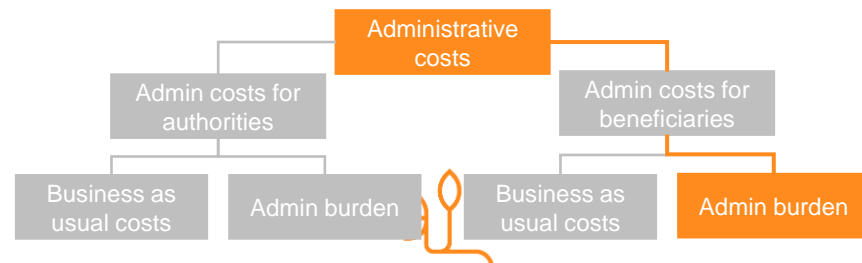 Administrative
costs
Admin costs for
authorities
Admin costs for
beneficiaries
Business as
usual costs
Admin burden
Business as
usual costs
Admin burden